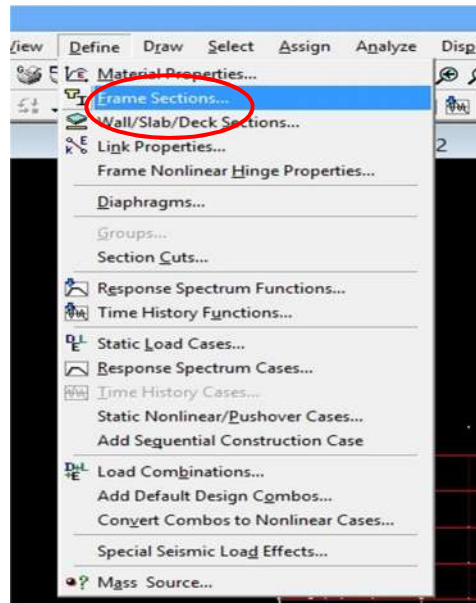 View Define Draw Select Assign Analyze Disp
Material Properties...
Frame Sections...
Wall/Slab/Deck Sections...
Link Properties...
Frame Nonlinear Hinge Properties...
Diaphragms...
Groups...
Section Cuts...
Response Spectrum Functions...
Time History Functions...
Static Load Cases...
Response Spectrum Cases...
Time History Cases...
Static Nonlinear/Pushover Cases...
Add Sequential Construction Case
Load Combinations...
Add Default Design Combos...
Convert Combos to Nonlinear Cases...
Special Seismic Load Effects...
Mass Source...
2